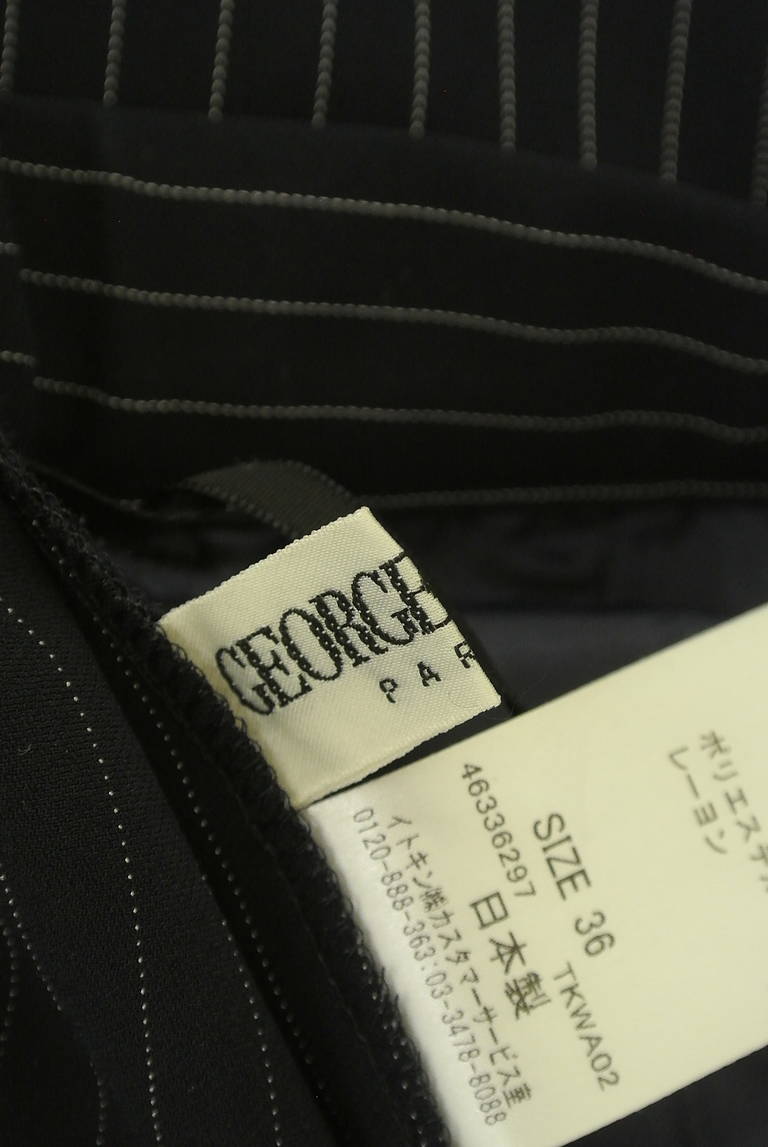 GEORGE
PAR
ポリエステル
レーヨン
SIZE 36 TKWA02
46336297 日本製
イトキン㈱カスタマーサービス室
0120-888-363:03-3478-8088